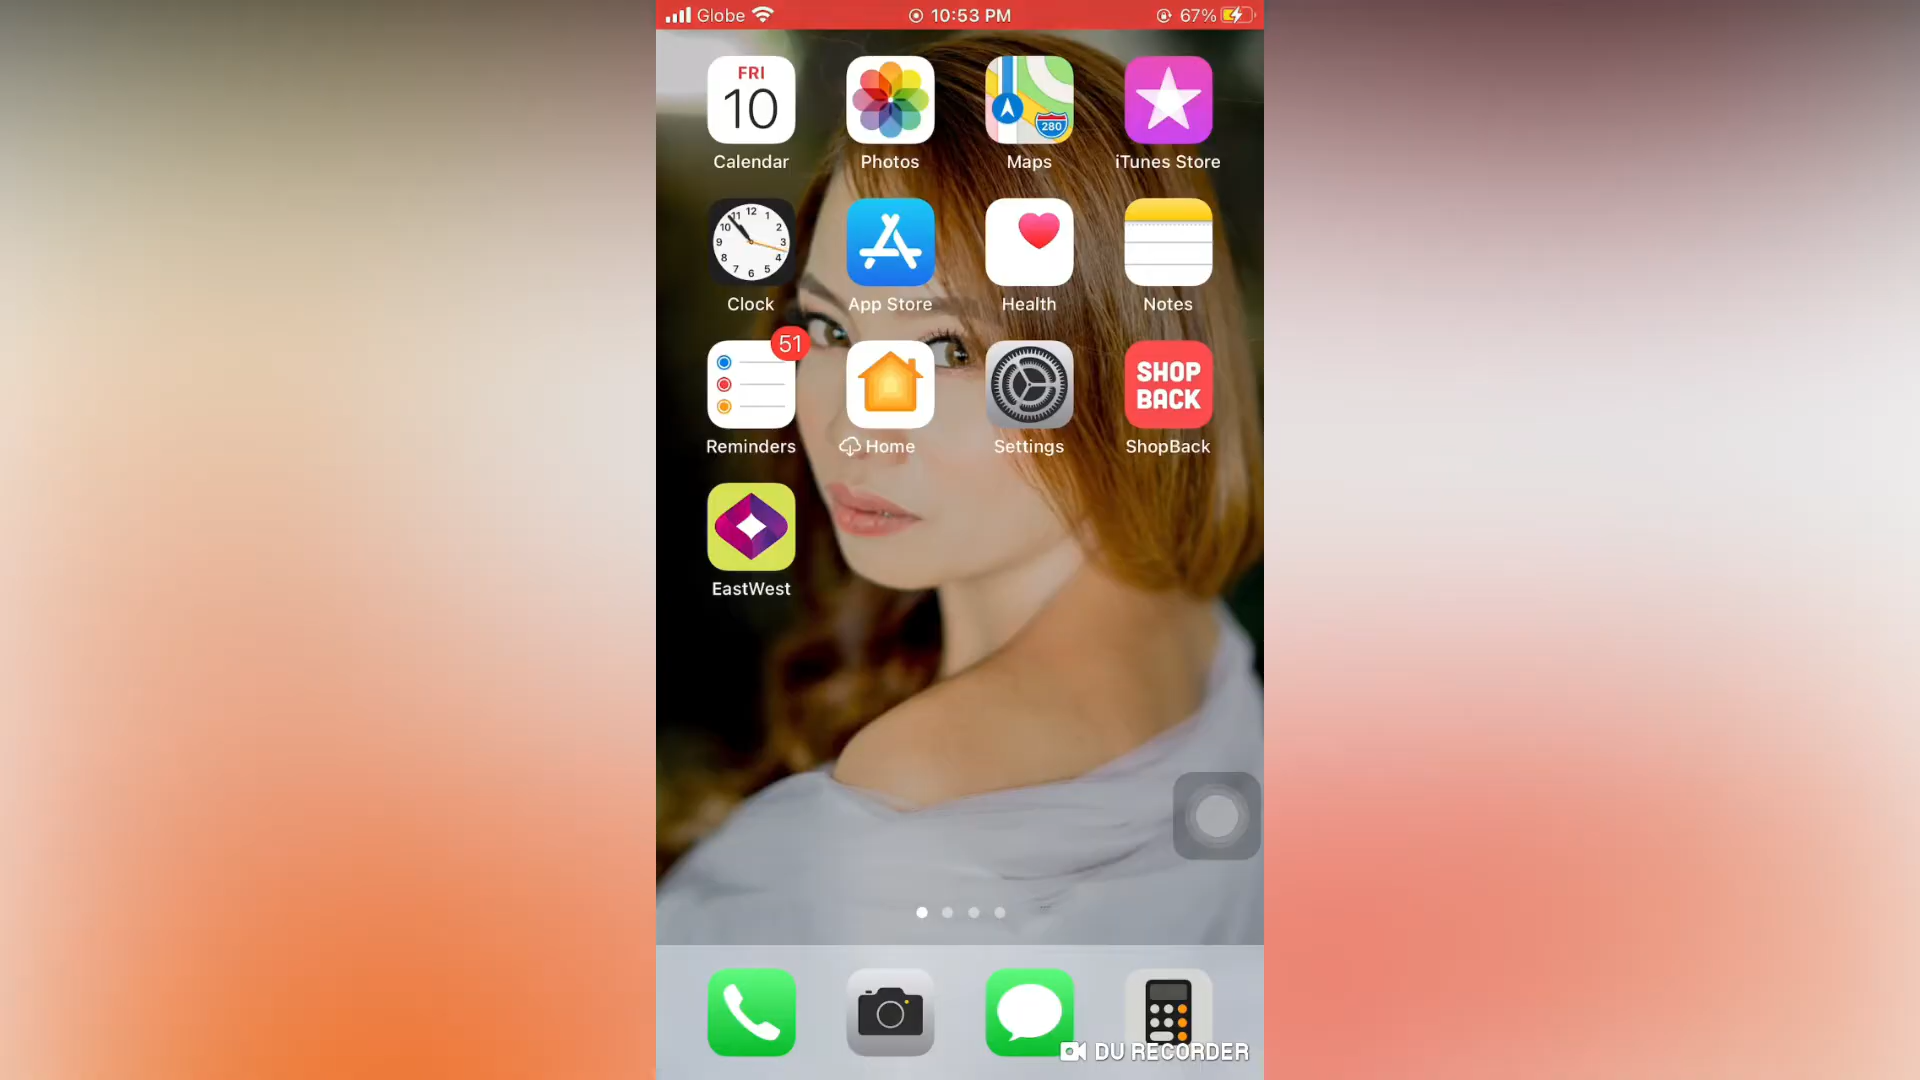 Globe 10:53 PM 67%
FRI
10
280
Calendar Photos Maps iTunes Store
12
11 1
10 2
9 3
8 4
7 6 5
Clock App Store Health Notes
51
SHOP
BACK
Reminders Home Settings ShopBack
EastWest
DU RECORDER